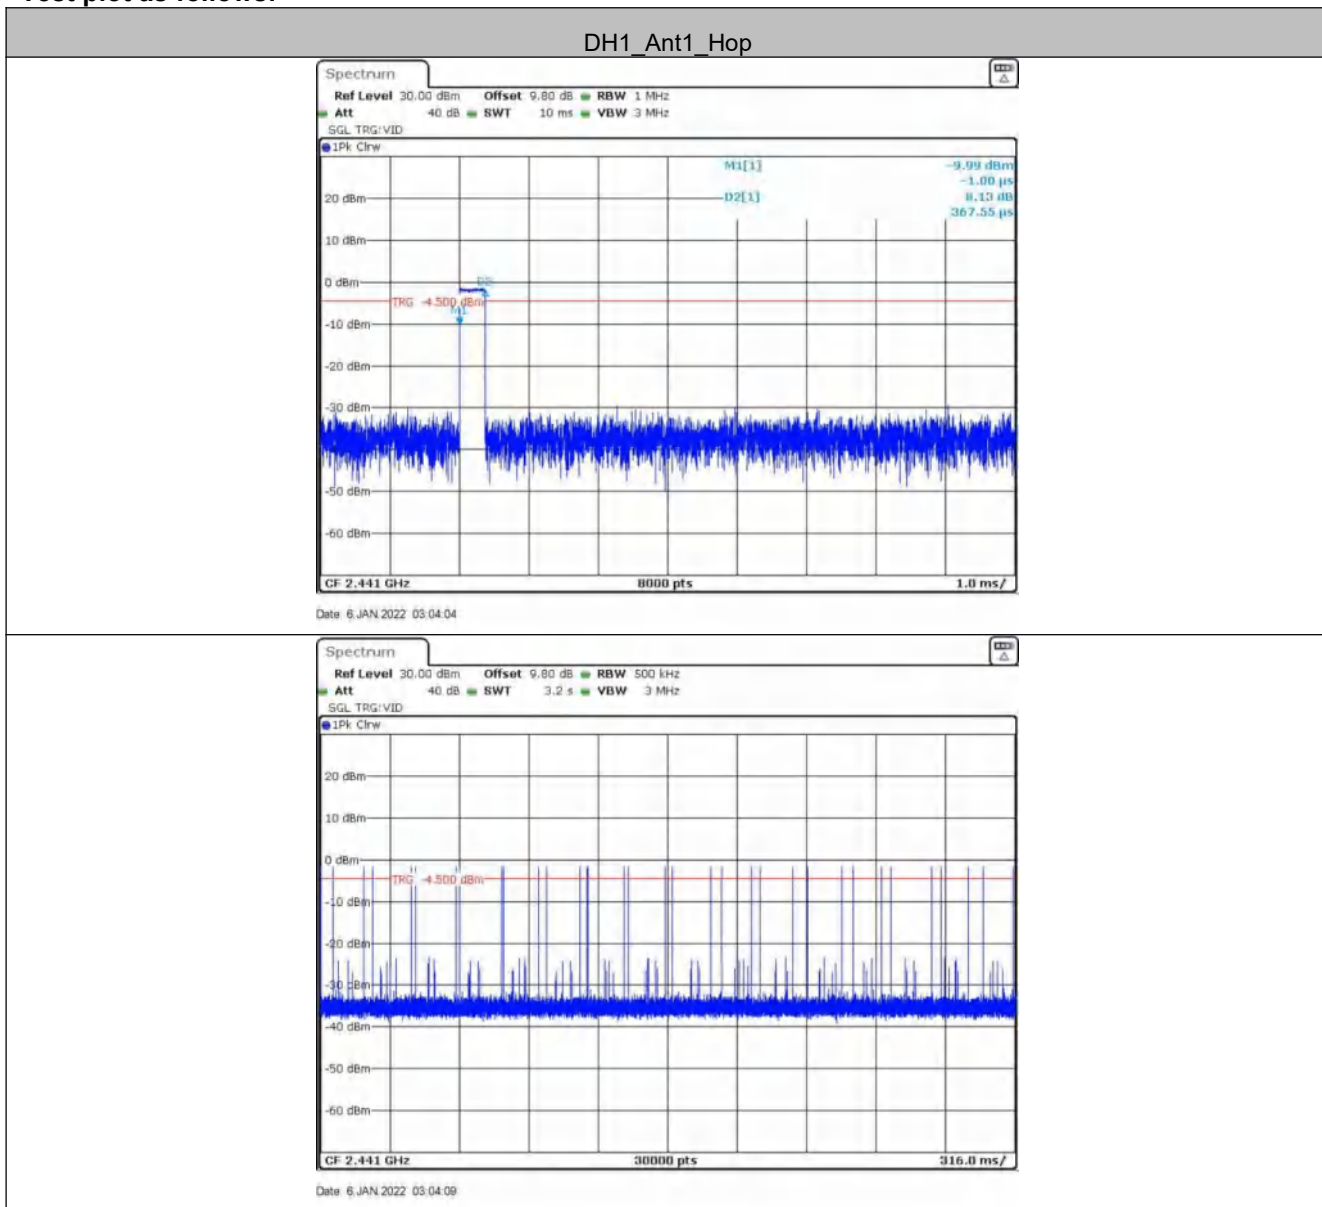 Test plot as follows:
DH1_Ant1_Hop
Spectrum
Ref Level 30.00 dBm Offset 9.80 dB RBW 1 MHz
Att 40 dB SWT 10 ms VBW 3 MHz
SGL TRG:VID
1Pk Clrw
M1[1] -9.99 dBm
-1.00 µs
D2[1] 8.13 dB
367.55 µs
20 dBm
10 dBm
0 dBm
D2
TRG -4.500 dBm
M1
-10 dBm
-20 dBm
-30 dBm
-50 dBm
-60 dBm
CF 2.441 GHz 8000 pts 1.0 ms/
Date: 6.JAN.2022 03:04:04
Spectrum
Ref Level 30.00 dBm Offset 9.80 dB RBW 500 kHz
Att 40 dB SWT 3.2 s VBW 3 MHz
SGL TRG:VID
1Pk Clrw
20 dBm
10 dBm
0 dBm
TRG -4.500 dBm
-10 dBm
-20 dBm
-30 dBm
-40 dBm
-50 dBm
-60 dBm
CF 2.441 GHz 30000 pts 316.0 ms/
Date: 6.JAN.2022 03:04:09